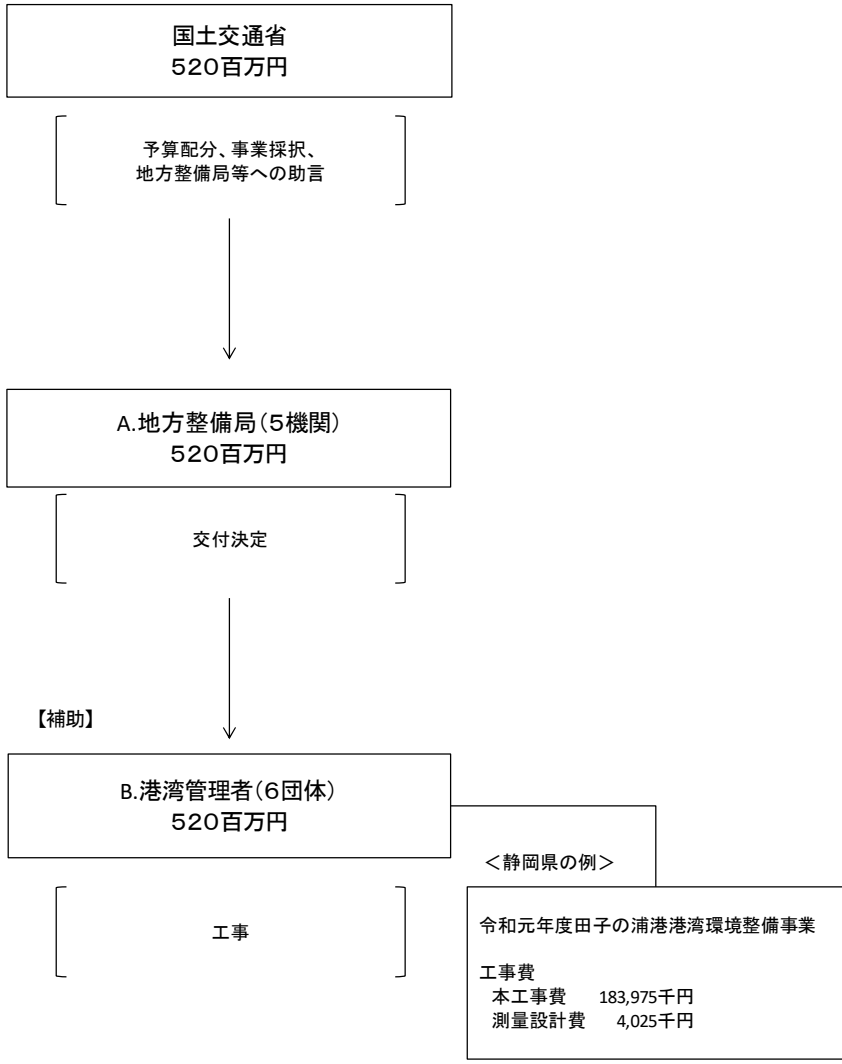 国土交通省
520百万円
予算配分、事業採択、
地方整備局等への助言
A.地方整備局（5機関）
520百万円
交付決定
【補助】
B.港湾管理者（6団体）
520百万円
工事
＜静岡県の例＞
令和元年度田子の浦港港湾環境整備事業
工事費
本工事費 183,975千円
測量設計費 4,025千円